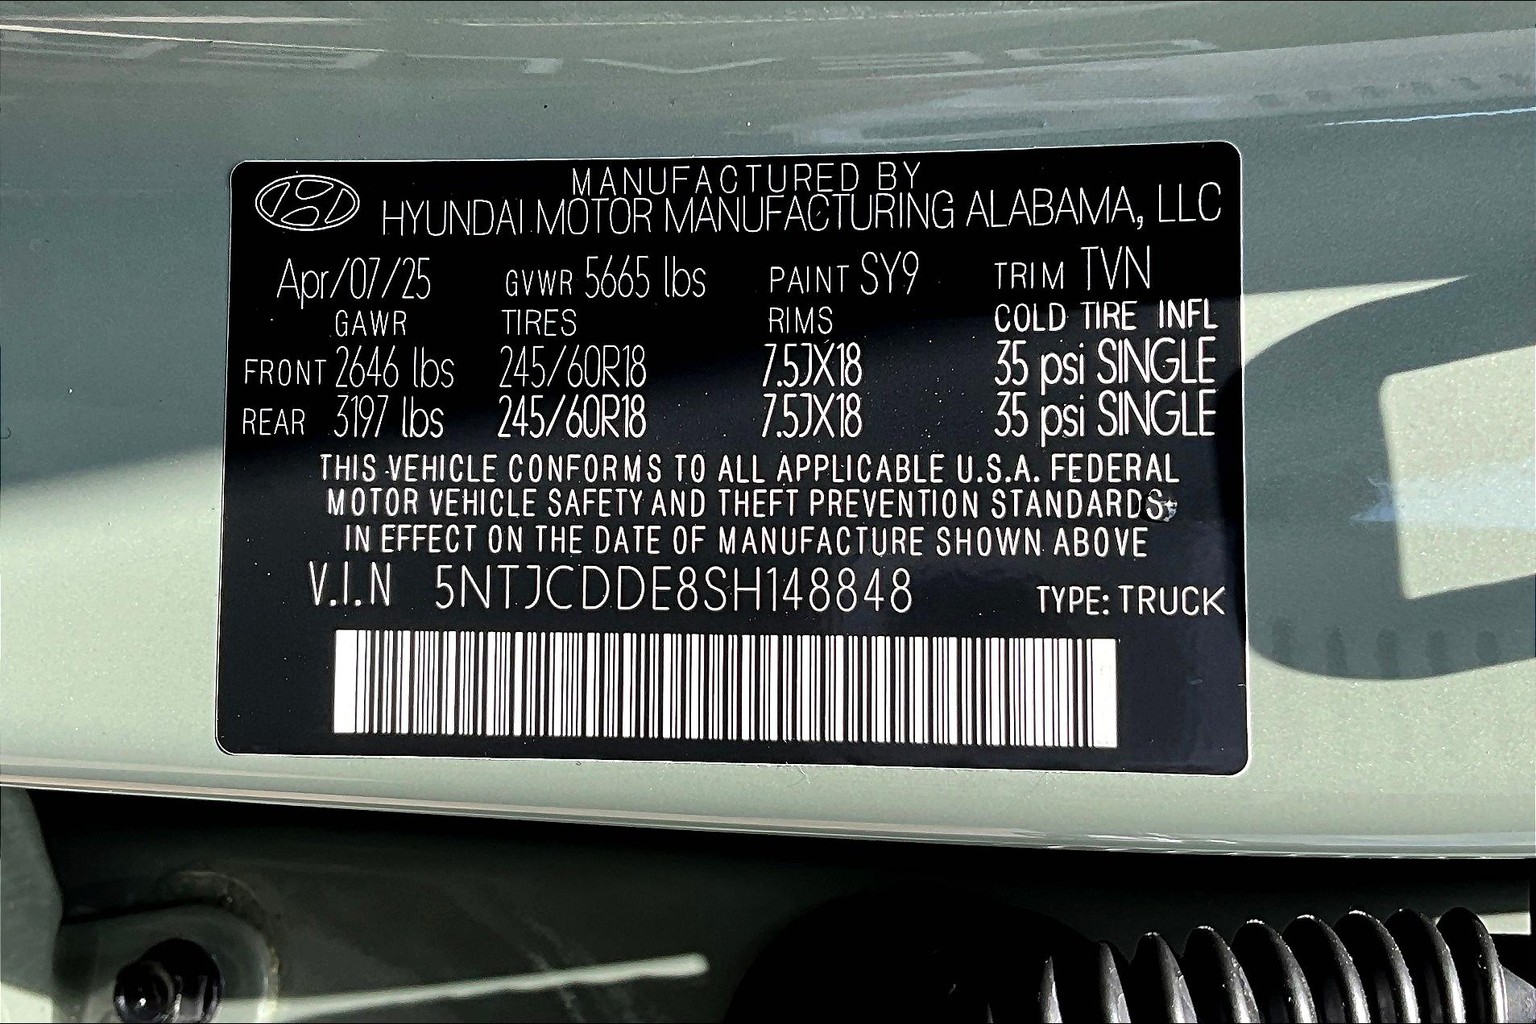 MANUFACTURED BY
HYUNDAI MOTOR MANUFACTURING ALABAMA, LLC
Apr/07/25 GVWR 5665 lbs PAINT SY9 TRIM TVN
GAWR TIRES RIMS COLD TIRE INFL
FRONT 2646 lbs 245/60R18 7.5JX18 35 psi SINGLE
REAR 3197 lbs 245/60R18 7.5JX18 35 psi SINGLE
THIS VEHICLE CONFORMS TO ALL APPLICABLE U.S.A. FEDERAL
MOTOR VEHICLE SAFETY AND THEFT PREVENTION STANDARDS
IN EFFECT ON THE DATE OF MANUFACTURE SHOWN ABOVE
V.I.N 5NTJCDDE8SH148848 TYPE: TRUCK